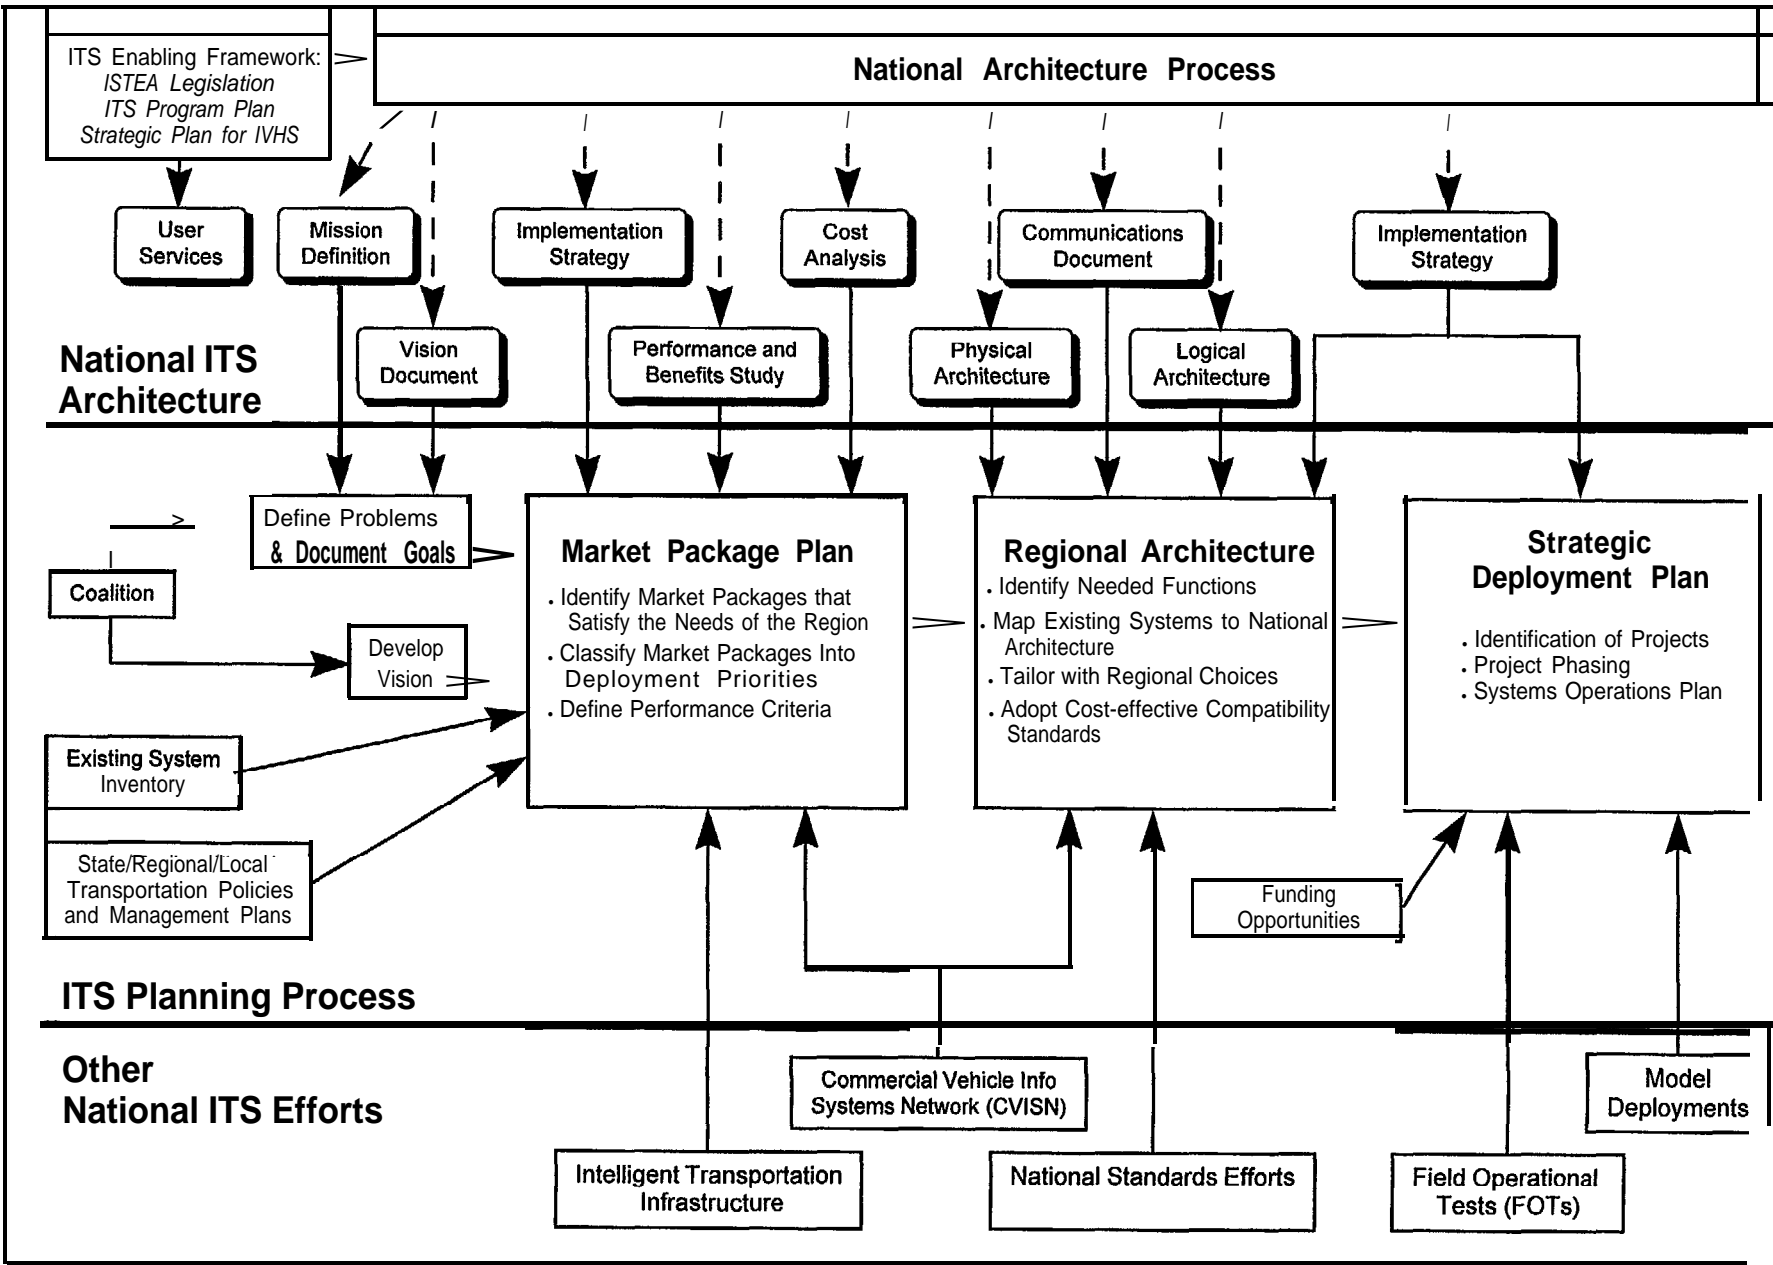 ITS Enabling Framework:
ISTEA Legislation
ITS Program Plan
Strategic Plan for IVHS
National Architecture Process
User
Services
Mission
Definition
Implementation
Strategy
Cost
Analysis
Communications
Document
Implementation
Strategy
Vision
Document
Performance and
Benefits Study
Physical
Architecture
Logical
Architecture
National ITS
Architecture
Define Problems
& Document Goals
Coalition
Develop
Vision
Existing System
Inventory
State/Regional/Local
Transportation Policies
and Management Plans
Market Package Plan
. Identify Market Packages that
Satisfy the Needs of the Region
. Classify Market Packages Into
Deployment Priorities
. Define Performance Criteria
Regional Architecture
. Identify Needed Functions
. Map Existing Systems to National
Architecture
. Tailor with Regional Choices
. Adopt Cost-effective Compatibility
Standards
Strategic
Deployment Plan
. Identification of Projects
. Project Phasing
. Systems Operations Plan
Funding
Opportunities
ITS Planning Process
Other
National ITS Efforts
Commercial Vehicle Info
Systems Network (CVISN)
Model
Deployments
Intelligent Transportation
Infrastructure
National Standards Efforts
Field Operational
Tests (FOTs)